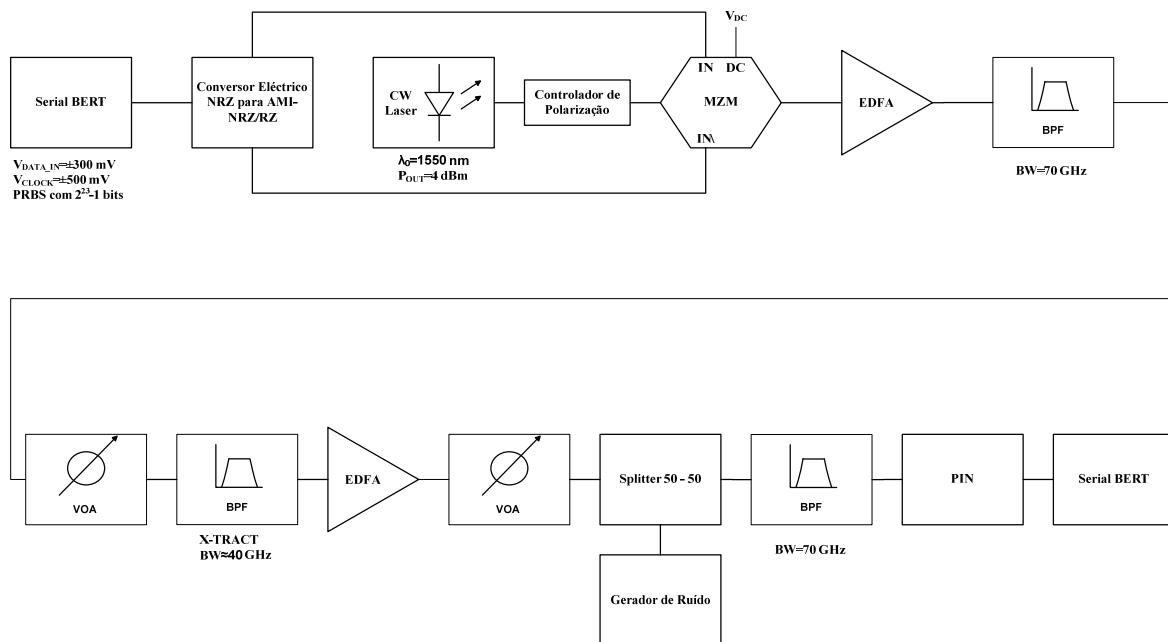 Serial BERT
V_DATA_IN=±300 mV
V_CLOCK=±500 mV
PRBS com 2²³-1 bits
Conversor Eléctrico
NRZ para AMI-
NRZ/RZ
CW
Laser
λ₀=1550 nm
P_OUT=4 dBm
Controlador de
Polarização
V_DC
IN DC
MZM
IN\
EDFA
BPF
BW=70 GHz
VOA
BPF
X-TRACT
BW≈40 GHz
EDFA
VOA
Splitter 50 - 50
Gerador de Ruído
BPF
BW=70 GHz
PIN
Serial BERT